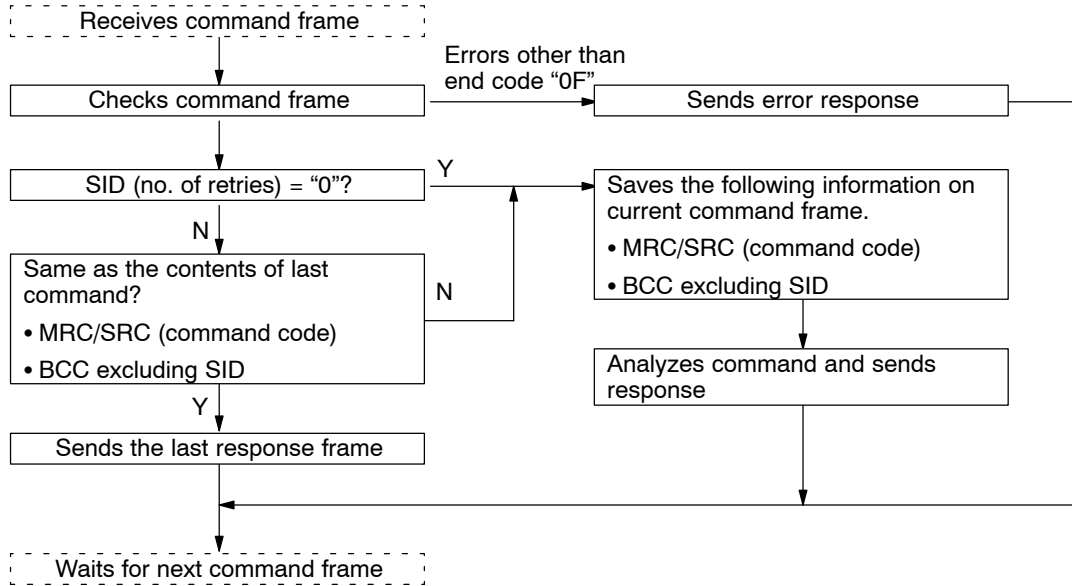 Receives command frame
Errors other than
end code “0F”
Checks command frame
Sends error response
SID (no. of retries) = “0”?
Y
Saves the following information on
current command frame.
• MRC/SRC (command code)
• BCC excluding SID
N
Same as the contents of last
command?
• MRC/SRC (command code)
• BCC excluding SID
N
Analyzes command and sends
response
Y
Sends the last response frame
Waits for next command frame